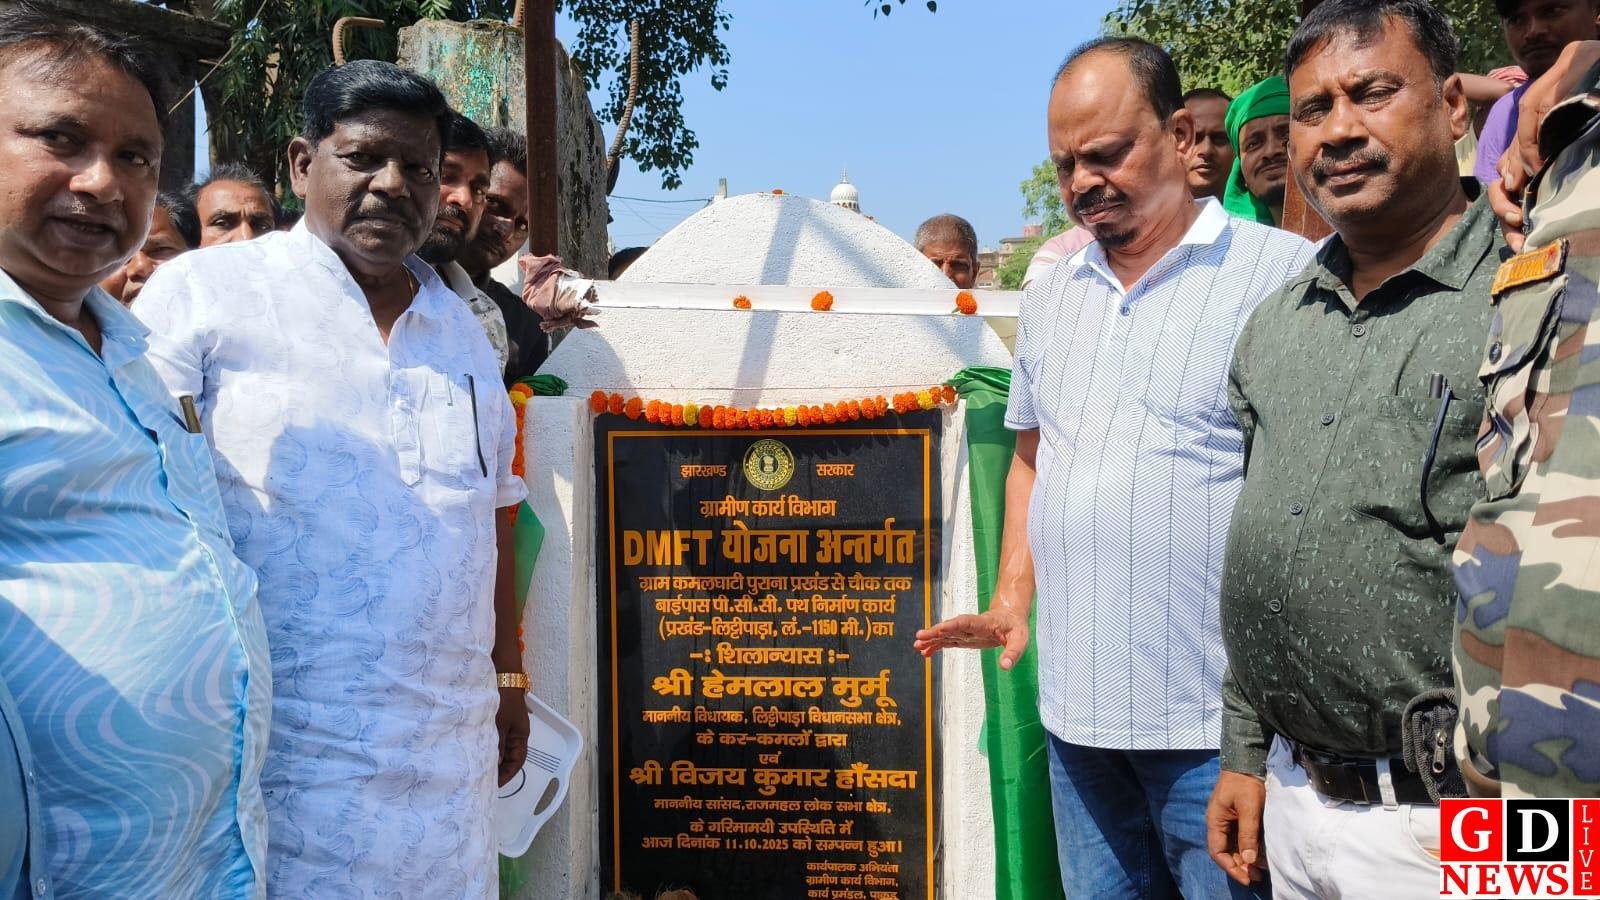 झारखण्ड सरकार
ग्रामीण कार्य विभाग
DMFT योजना अन्तर्गत
ग्राम कमलघाटी पुराना प्रखंड से चौक तक
बाईपास पी.सी.सी. पथ निर्माण कार्य
(प्रखंड-लिट्टीपाड़ा, लं.-1150 मी.) का
-: शिलान्यास :-
श्री हेमलाल मुर्मू
माननीय विधायक, लिट्टीपाड़ा विधानसभा क्षेत्र,
के कर-कमलों द्वारा
एवं
श्री विजय कुमार हाँसदा
माननीय सांसद, राजमहल लोक सभा क्षेत्र,
के गरिमामयी उपस्थिति में
आज दिनांक 11.10.2025 को सम्पन्न हुआ।
कार्यपालक अभियंता
ग्रामीण कार्य विभाग,
कार्य प्रमंडल, पाकुड़
GD
NEWS
LIVE